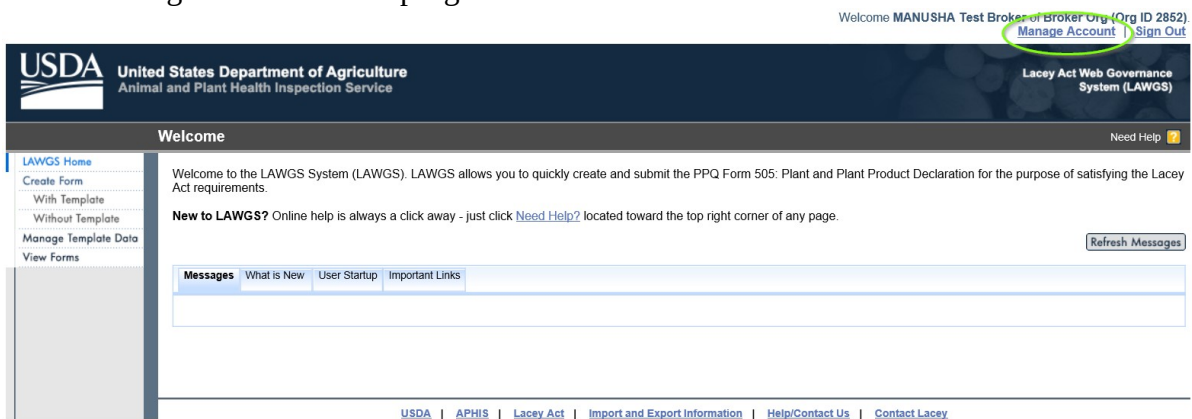 Welcome MANUSHA Test Broker of Broker Org (Org ID 2852).
Manage Account | Sign Out
USDA
United States Department of Agriculture
Animal and Plant Health Inspection Service
Lacey Act Web Governance
System (LAWGS)
Welcome
Need Help ?
LAWGS Home
Create Form
With Template
Without Template
Manage Template Data
View Forms
Welcome to the LAWGS System (LAWGS). LAWGS allows you to quickly create and submit the PPQ Form 505: Plant and Plant Product Declaration for the purpose of satisfying the Lacey
Act requirements.
New to LAWGS? Online help is always a click away - just click Need Help? located toward the top right corner of any page.
Refresh Messages
Messages What is New User Startup Important Links
USDA | APHIS | Lacey Act | Import and Export Information | Help/Contact Us | Contact Lacey